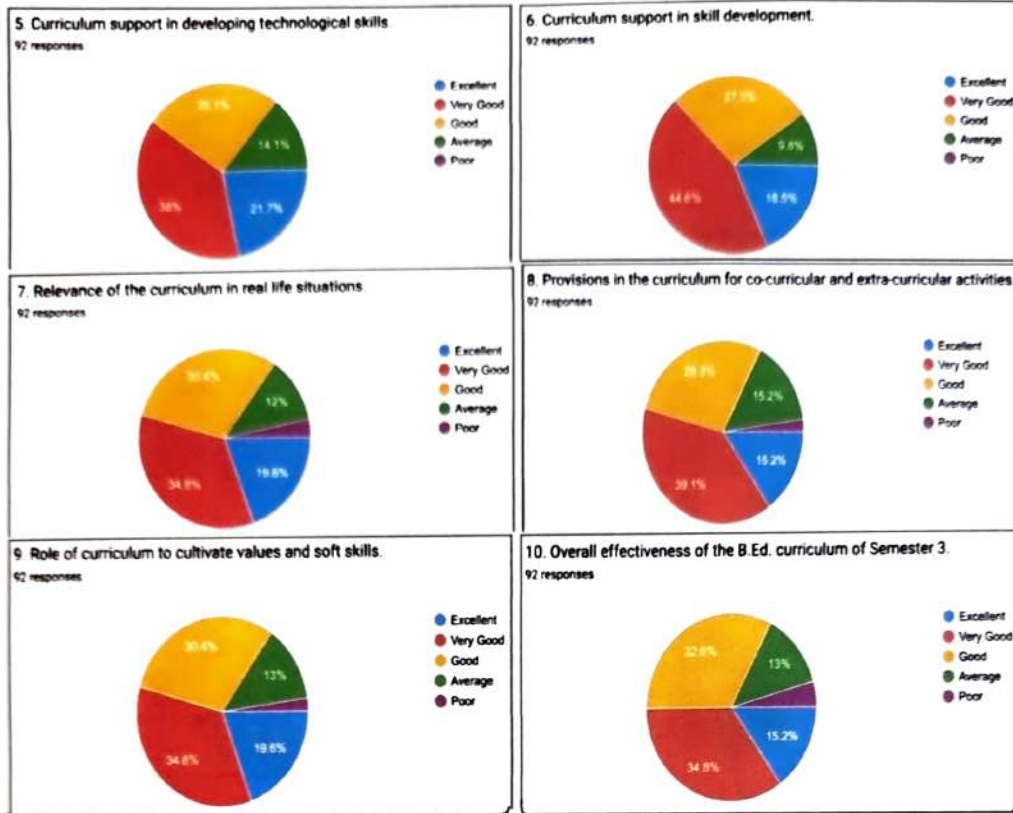 5. Curriculum support in developing technological skills.
92 responses
Excellent
Very Good
Good
Average
Poor
26.1%
14.1%
38%
21.7%
6. Curriculum support in skill development.
92 responses
Excellent
Very Good
Good
Average
Poor
27.2%
9.8%
44.6%
18.5%
7. Relevance of the curriculum in real life situations.
92 responses
Excellent
Very Good
Good
Average
Poor
30.4%
12%
34.8%
19.6%
8. Provisions in the curriculum for co-curricular and extra-curricular activities
92 responses
Excellent
Very Good
Good
Average
Poor
28.3%
15.2%
39.1%
15.2%
9. Role of curriculum to cultivate values and soft skills.
92 responses
Excellent
Very Good
Good
Average
Poor
30.4%
13%
34.8%
19.6%
10. Overall effectiveness of the B.Ed. curriculum of Semester 3.
92 responses
Excellent
Very Good
Good
Average
Poor
32.6%
13%
34.8%
15.2%